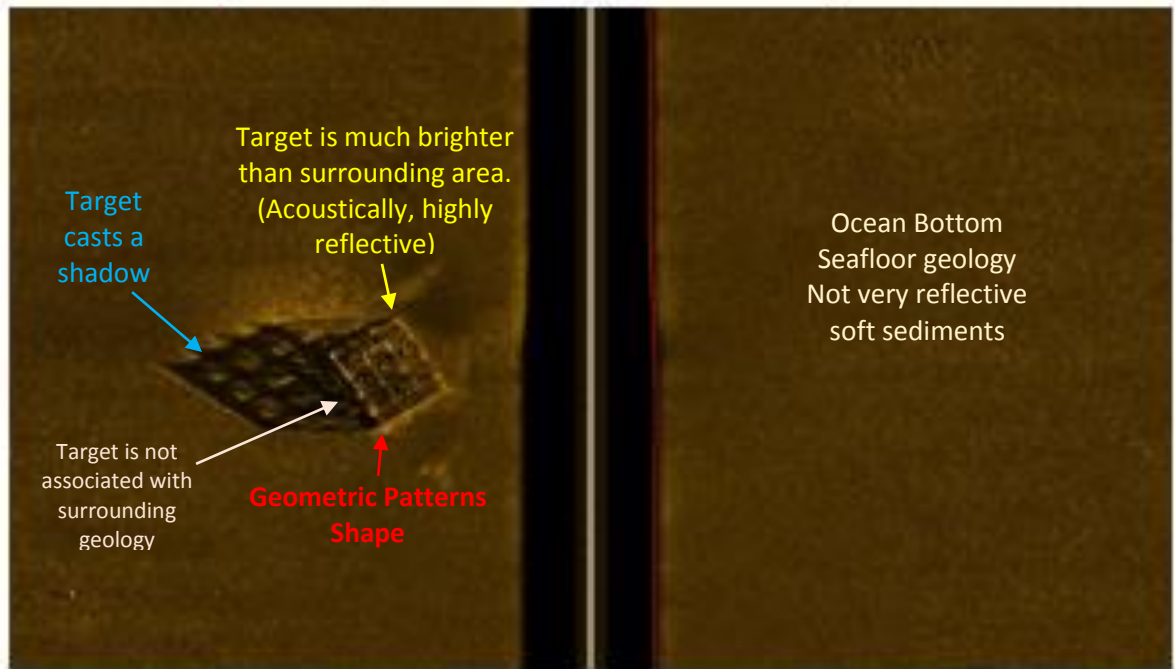 Target is much brighter
than surrounding area.
(Acoustically, highly
reflective)
Target
casts a
shadow
Ocean Bottom
Seafloor geology
Not very reflective
soft sediments
Target is not
associated with
surrounding
geology
Geometric Patterns
Shape